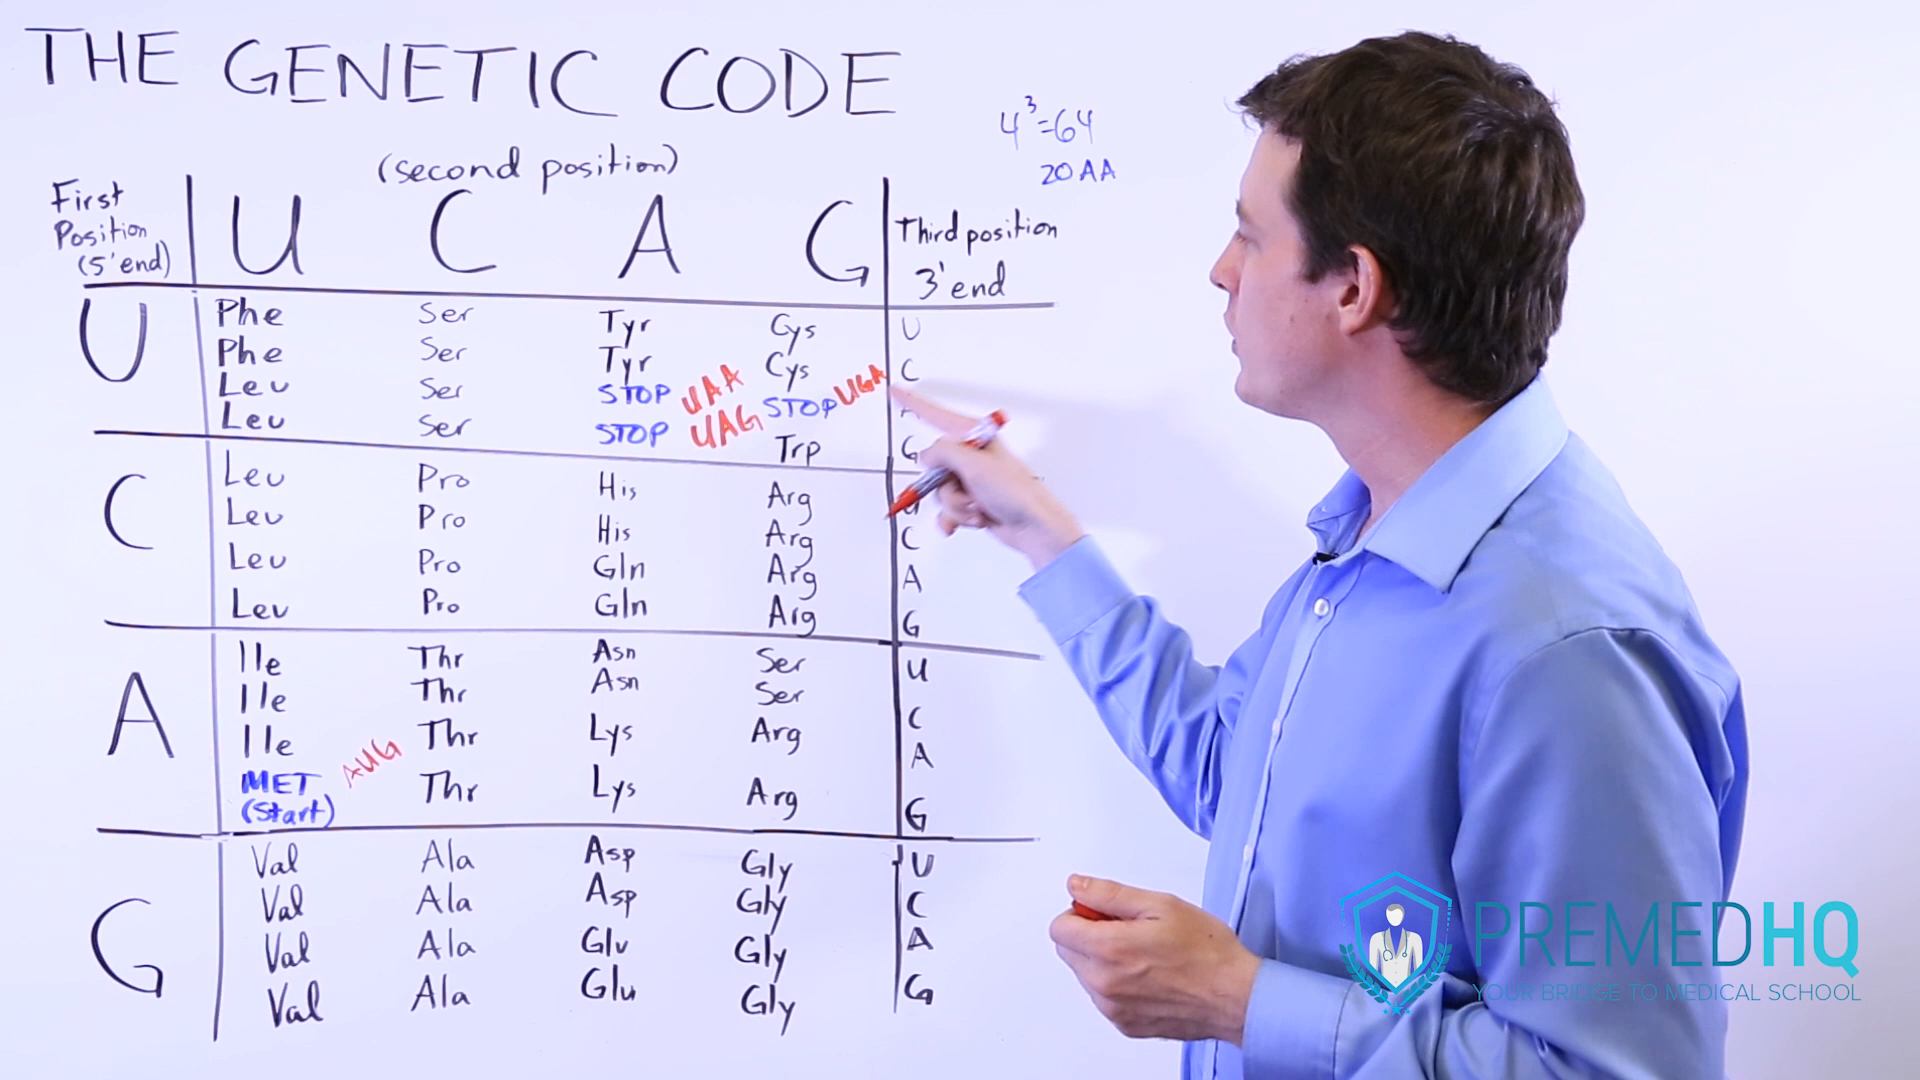 THE GENETIC CODE
4³=64
20 AA
(second position)
First Position (5'end)
U C A G
Third position 3'end
U
Phe Ser Tyr Cys U
Phe Ser Tyr Cys C
Leu Ser STOP UAA STOP UGA A
Leu Ser STOP UAG Trp G
C
Leu Pro His Arg U
Leu Pro His Arg C
Leu Pro Gln Arg A
Leu Pro Gln Arg G
A
Ile Thr Asn Ser U
Ile Thr Asn Ser C
Ile Thr Lys Arg A
MET (Start) AUG Thr Lys Arg G
G
Val Ala Asp Gly U
Val Ala Asp Gly C
Val Ala Glu Gly A
Val Ala Glu Gly G
PREMEDHQ
YOUR BRIDGE TO MEDICAL SCHOOL